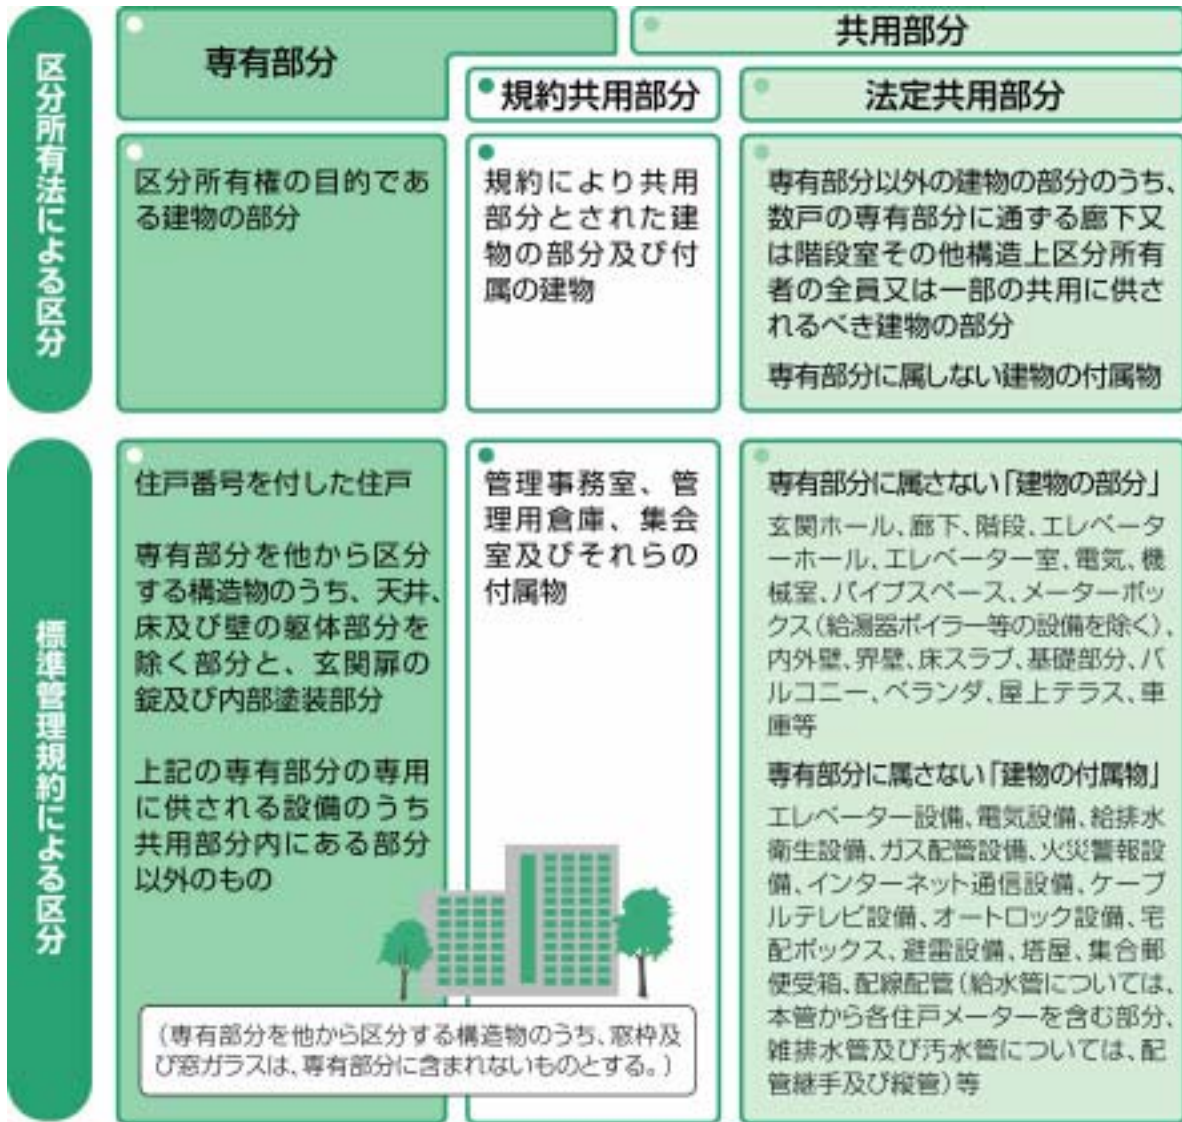 専有部分
共用部分
規約共用部分
法定共用部分
区分所有法による区分
区分所有権の目的であ
る建物の部分
規約により共用
部分とされた建
物の部分及び付
属の建物
専有部分以外の建物の部分のうち、
数戸の専有部分に通ずる廊下又
は階段室その他構造上区分所有
者の全員又は一部の共用に供さ
れるべき建物の部分
専有部分に属しない建物の付属物
標準管理規約による区分
住戸番号を付した住戸
専有部分を他から区分
する構造物のうち、天井、
床及び壁の躯体部分を
除く部分と、玄関扉の
錠及び内部塗装部分
上記の専有部分の専用
に供される設備のうち
共用部分内にある部分
以外のもの
管理事務室、管
理用倉庫、集会
室及びそれらの
付属物
(専有部分を他から区分する構造物のうち、窓枠及
び窓ガラスは、専有部分に含まれないものとする。)
専有部分に属さない「建物の部分」
玄関ホール、廊下、階段、エレベータ
ーホール、エレベーター室、電気、機
械室、パイプスペース、メーターボッ
クス(給湯器ボイラー等の設備を除く)、
内外壁、界壁、床スラブ、基礎部分、バ
ルコニー、ベランダ、屋上テラス、車
庫等
専有部分に属さない「建物の付属物」
エレベーター設備、電気設備、給排水
衛生設備、ガス配管設備、火災警報設
備、インターネット通信設備、ケーブ
ルテレビ設備、オートロック設備、宅
配ボックス、避雷設備、塔屋、集合郵
便受箱、配線配管(給水管については、
本管から各住戸メーターを含む部分、
雑排水管及び汚水管については、配
管継手及び縦管)等